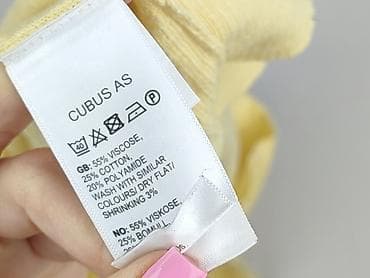 CUBUS AS
40 P
GB: 55% VISCOSE,
25% COTTON,
20% POLYAMIDE
WASH WITH SIMILAR
COLOURS/ DRY FLAT/
SHRINKING 3%
NO: 55% VISKOSE,
25% BOMULL,